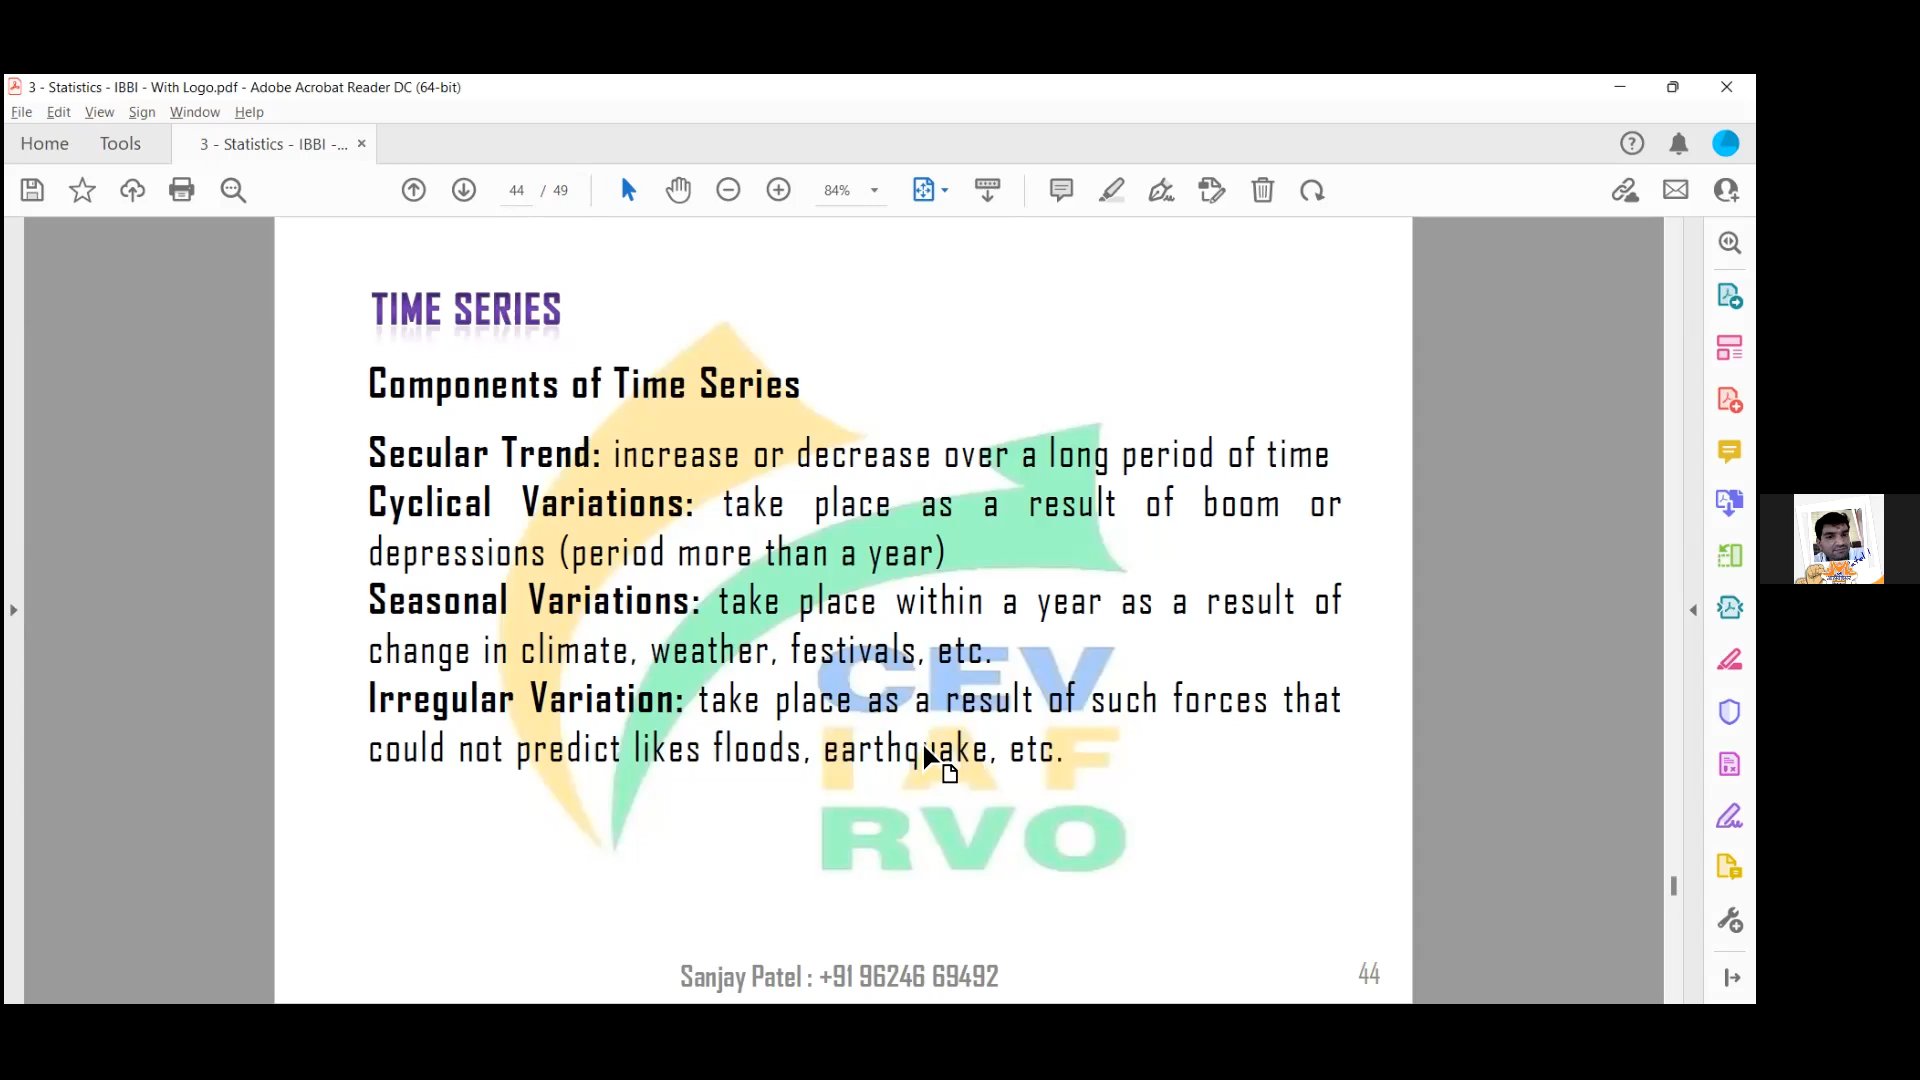 3 - Statistics - IBBI - With Logo.pdf - Adobe Acrobat Reader DC (64-bit)
File Edit View Sign Window Help
Home Tools 3 - Statistics - IBBI -...
44 / 49 84%
TIME SERIES
Components of Time Series
Secular Trend: increase or decrease over a long period of time
Cyclical Variations: take place as a result of boom or
depressions (period more than a year)
Seasonal Variations: take place within a year as a result of
change in climate, weather, festivals, etc.
Irregular Variation: take place as a result of such forces that
could not predict likes floods, earthquake, etc.
CEV
IAF
RVO
Sanjay Patel : +91 96246 69492
44